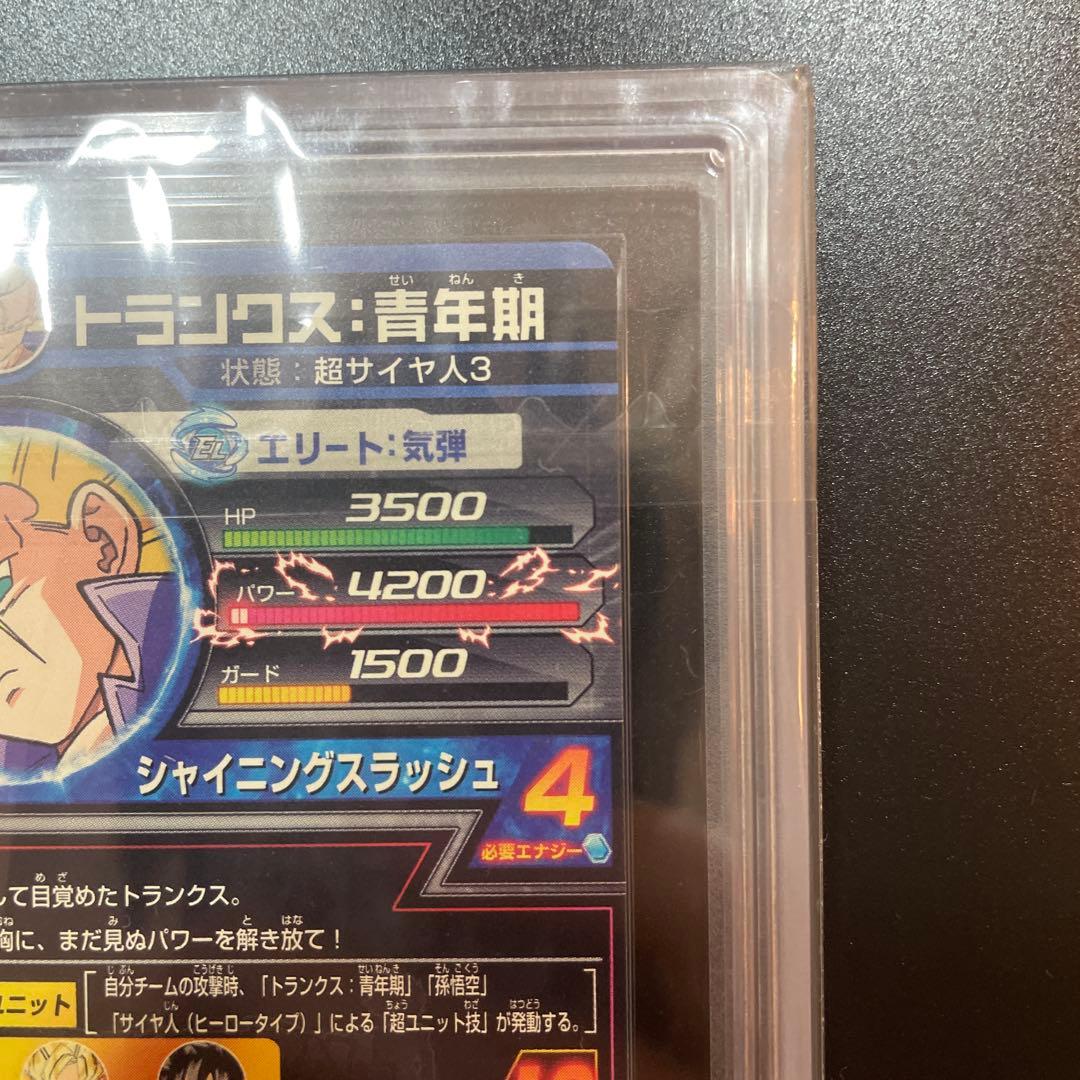 トランクス：青年期
せいねんき
状態：超サイヤ人3
EL
エリート：気弾
HP 3500
パワー 4200
ガード 1500
シャイニングスラッシュ
4
必要エナジー
して目覚めたトランクス。
めざ
胸に、まだ見ぬパワーを解き放て！
み と はな
ユニット
自分チームの攻撃時、「トランクス：青年期」「孫悟空」
じぶん こうげきじ せいねんき そんごくう
「サイヤ人（ヒーロータイプ）」による「超ユニット技」が発動する。
じん ちょう わざ はつどう